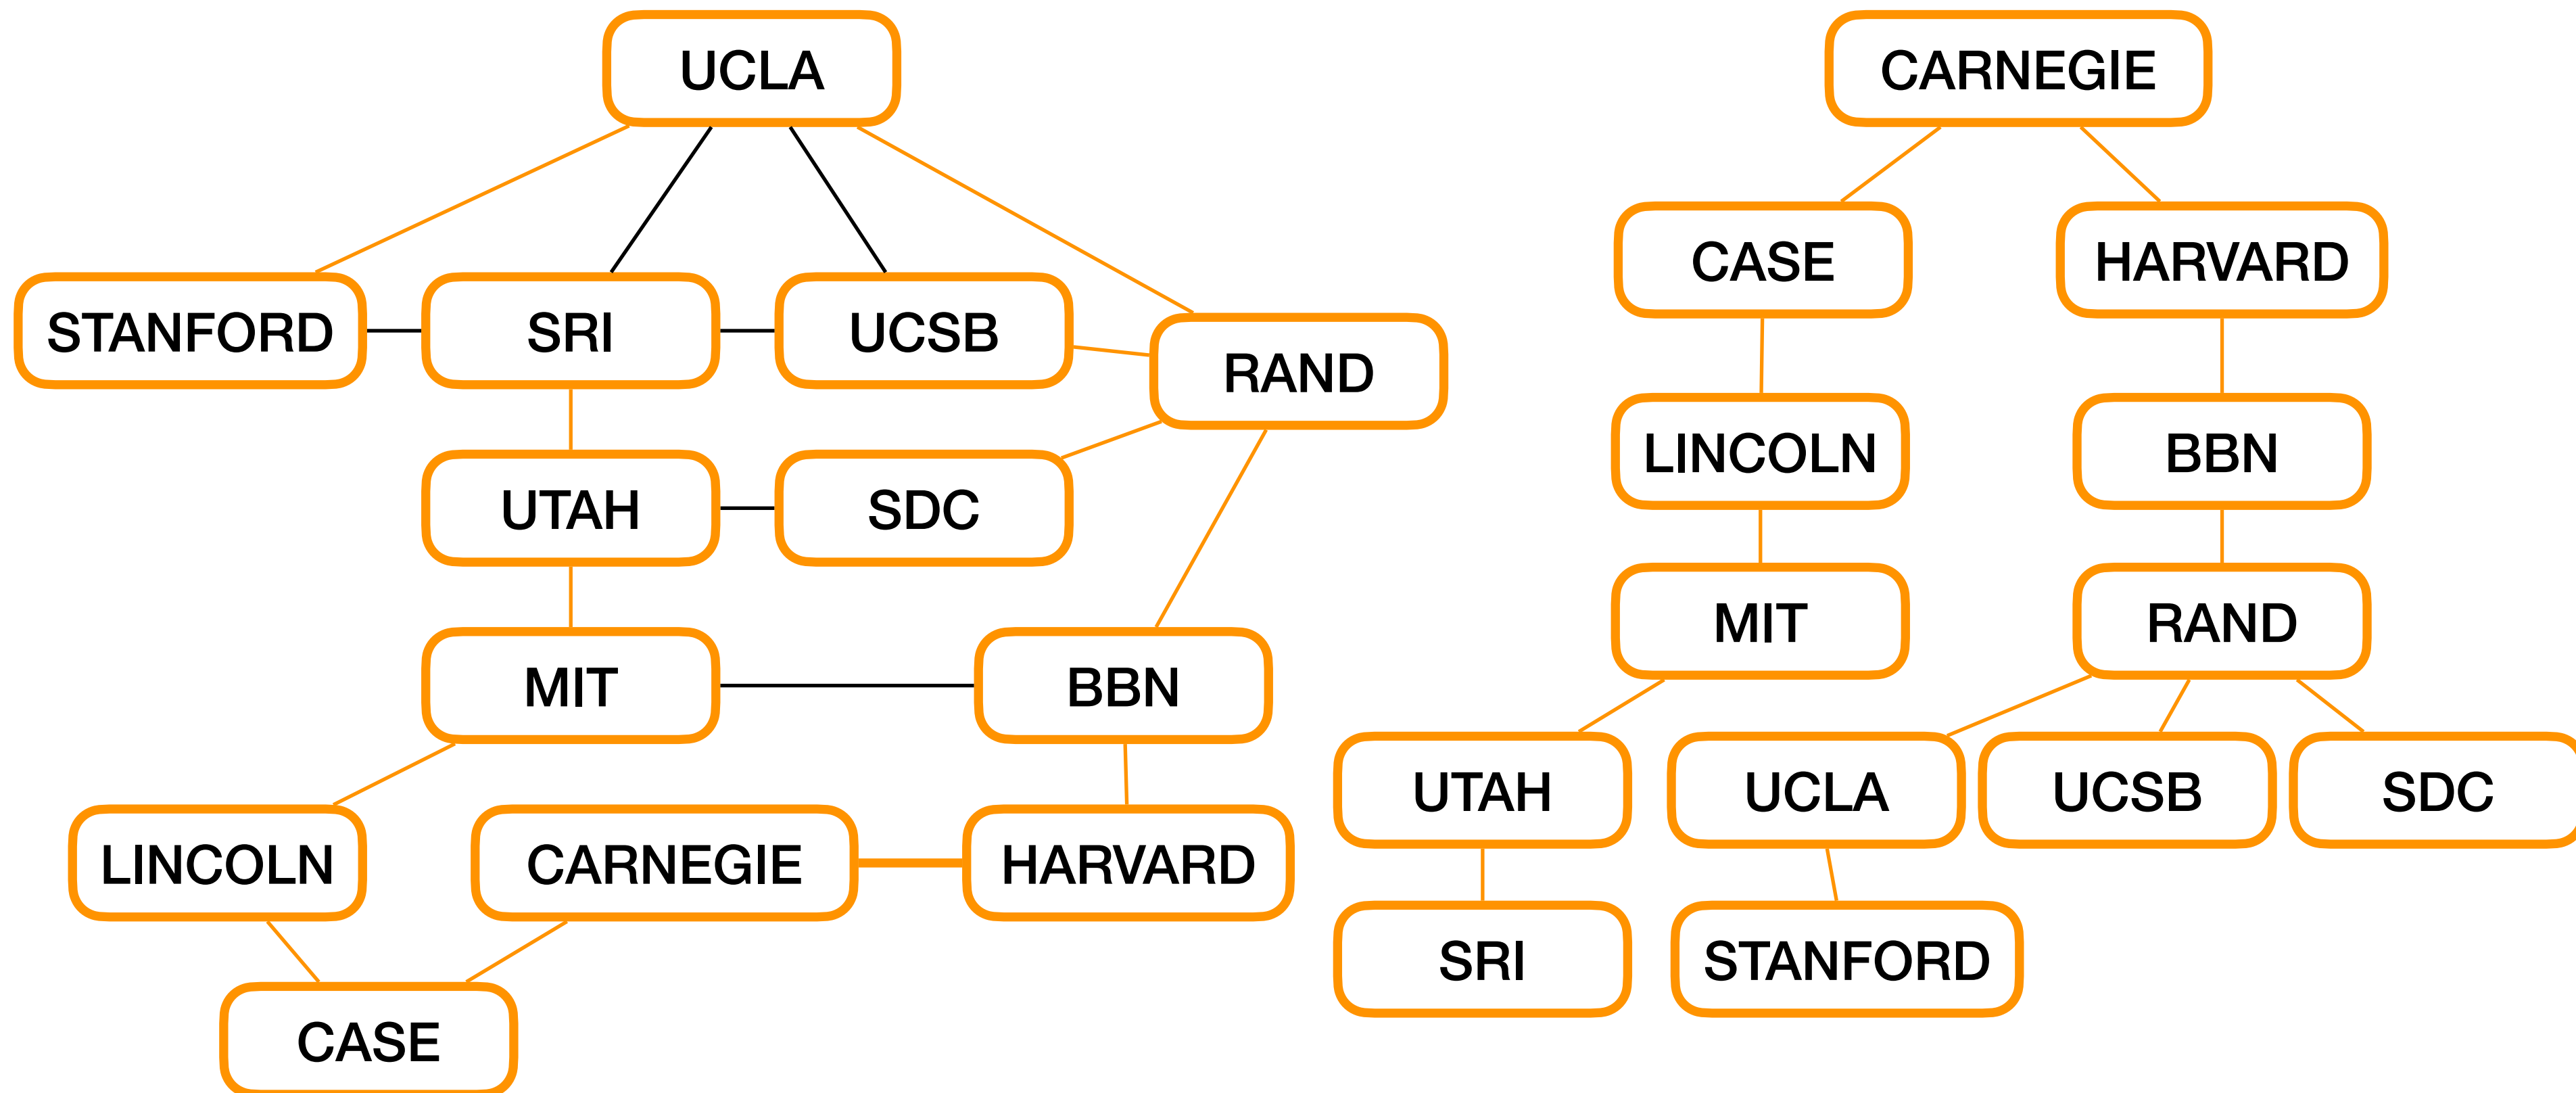 UCLA
STANFORD
SRI
UCSB
RAND
UTAH
SDC
MIT
BBN
LINCOLN
CARNEGIE
HARVARD
CASE
CARNEGIE
CASE
HARVARD
LINCOLN
BBN
MIT
RAND
UTAH
UCLA
UCSB
SDC
SRI
STANFORD